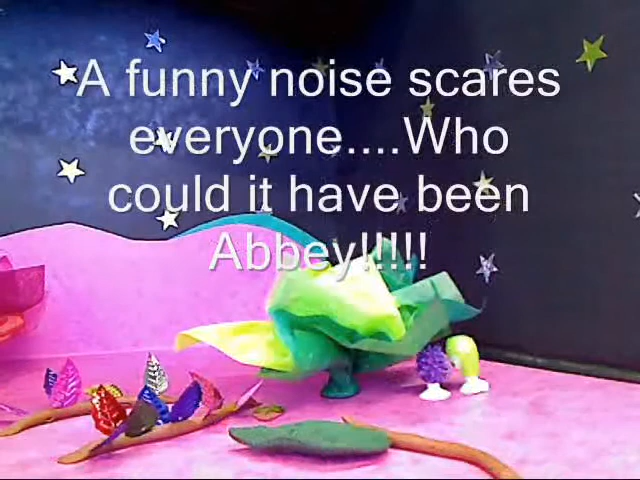 A funny noise scares
everyone....Who
could it have been
Abbey!!!!!